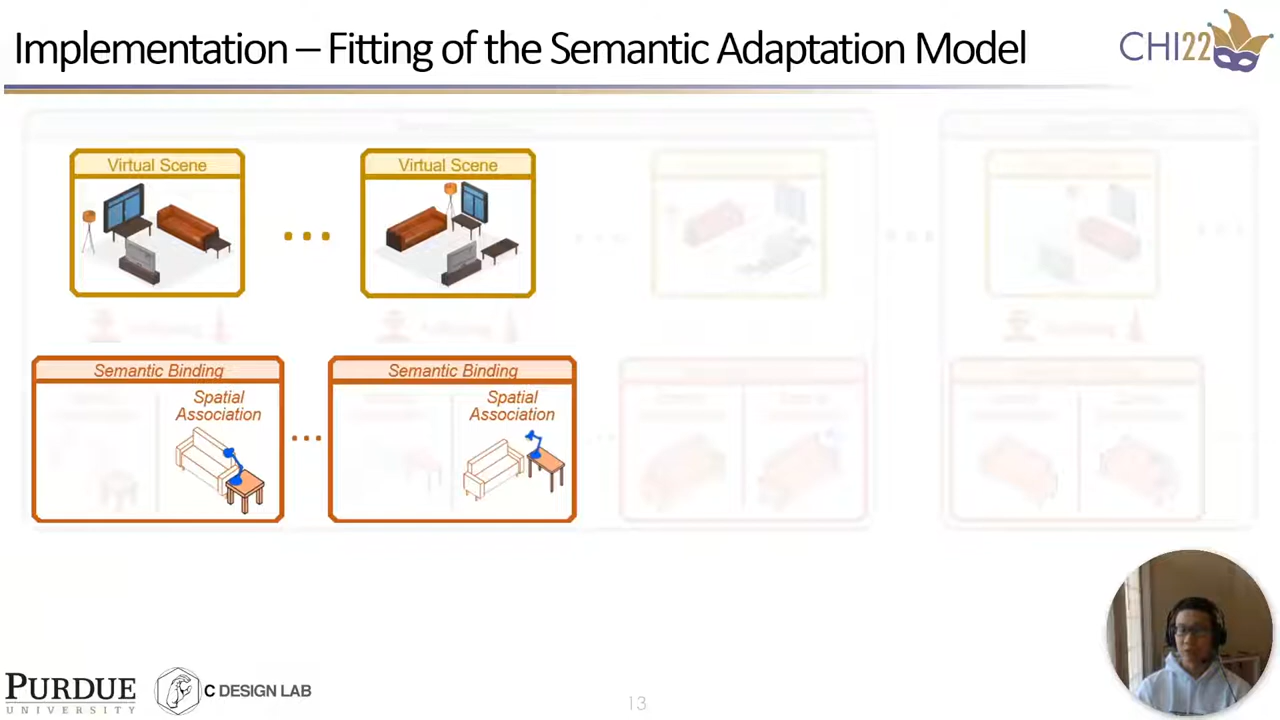 Implementation – Fitting of the Semantic Adaptation Model
CHI22
Virtual Scene
Virtual Scene
Semantic Binding
Spatial
Association
Semantic Binding
Spatial
Association
PURDUE
UNIVERSITY
C DESIGN LAB
13